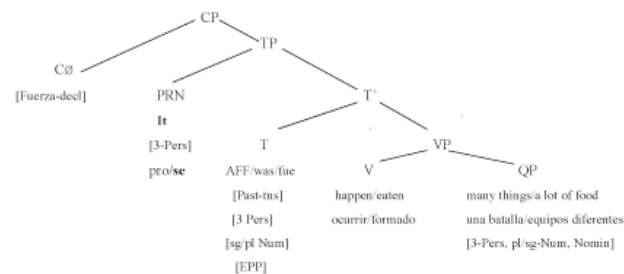 CP
TP
CØ
[Fuerza-decl]
PRN
T'
It
[3-Pers]
T
VP
pro/se
AFF/was/fue
V
QP
[Past-tns]
happen/eaten
many things/a lot of food
[3 Pers]
ocurrir/formado
una batalla/equipos diferentes
[sg/pl Num]
[3-Pers, pl/sg-Num, Nomin]
[EPP]